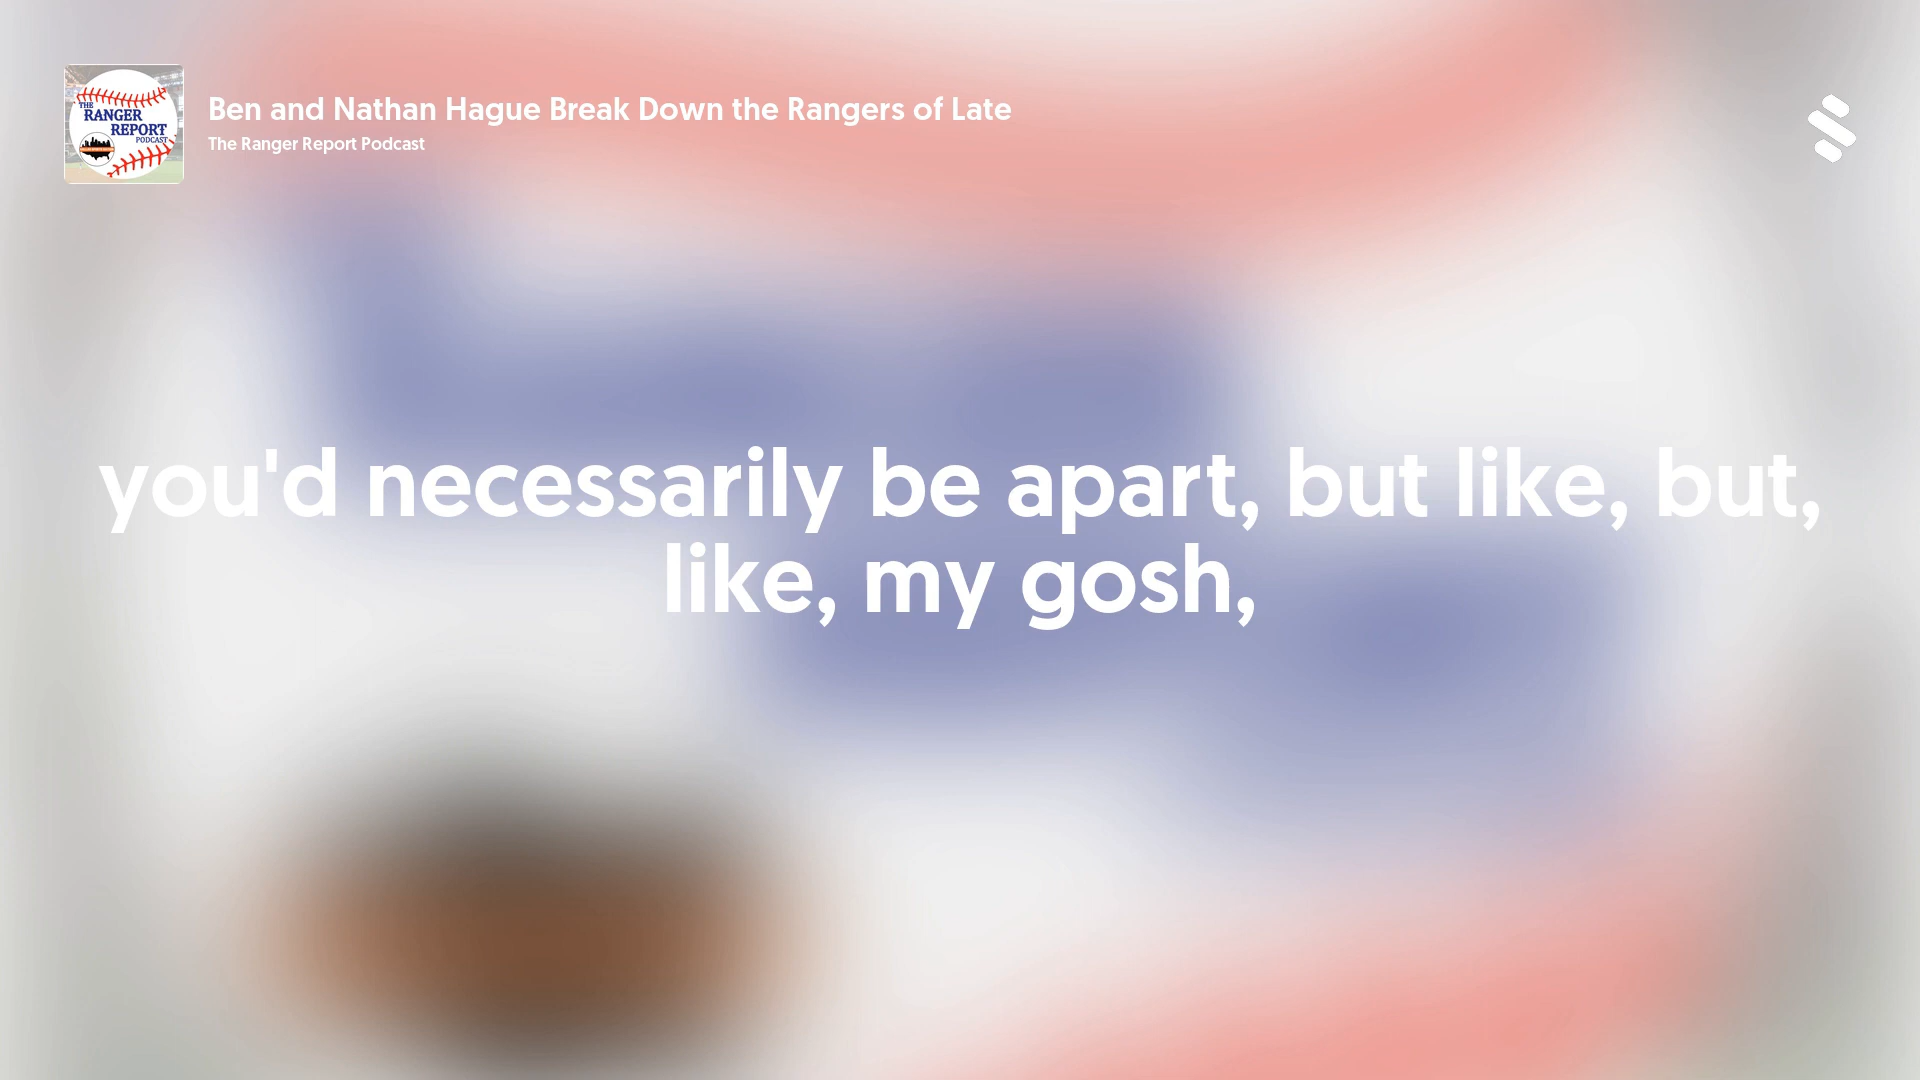 THE
RANGER
REPORT
PODCAST
Ben and Nathan Hague Break Down the Rangers of Late
The Ranger Report Podcast
you'd necessarily be apart, but like, but,
like, my gosh,